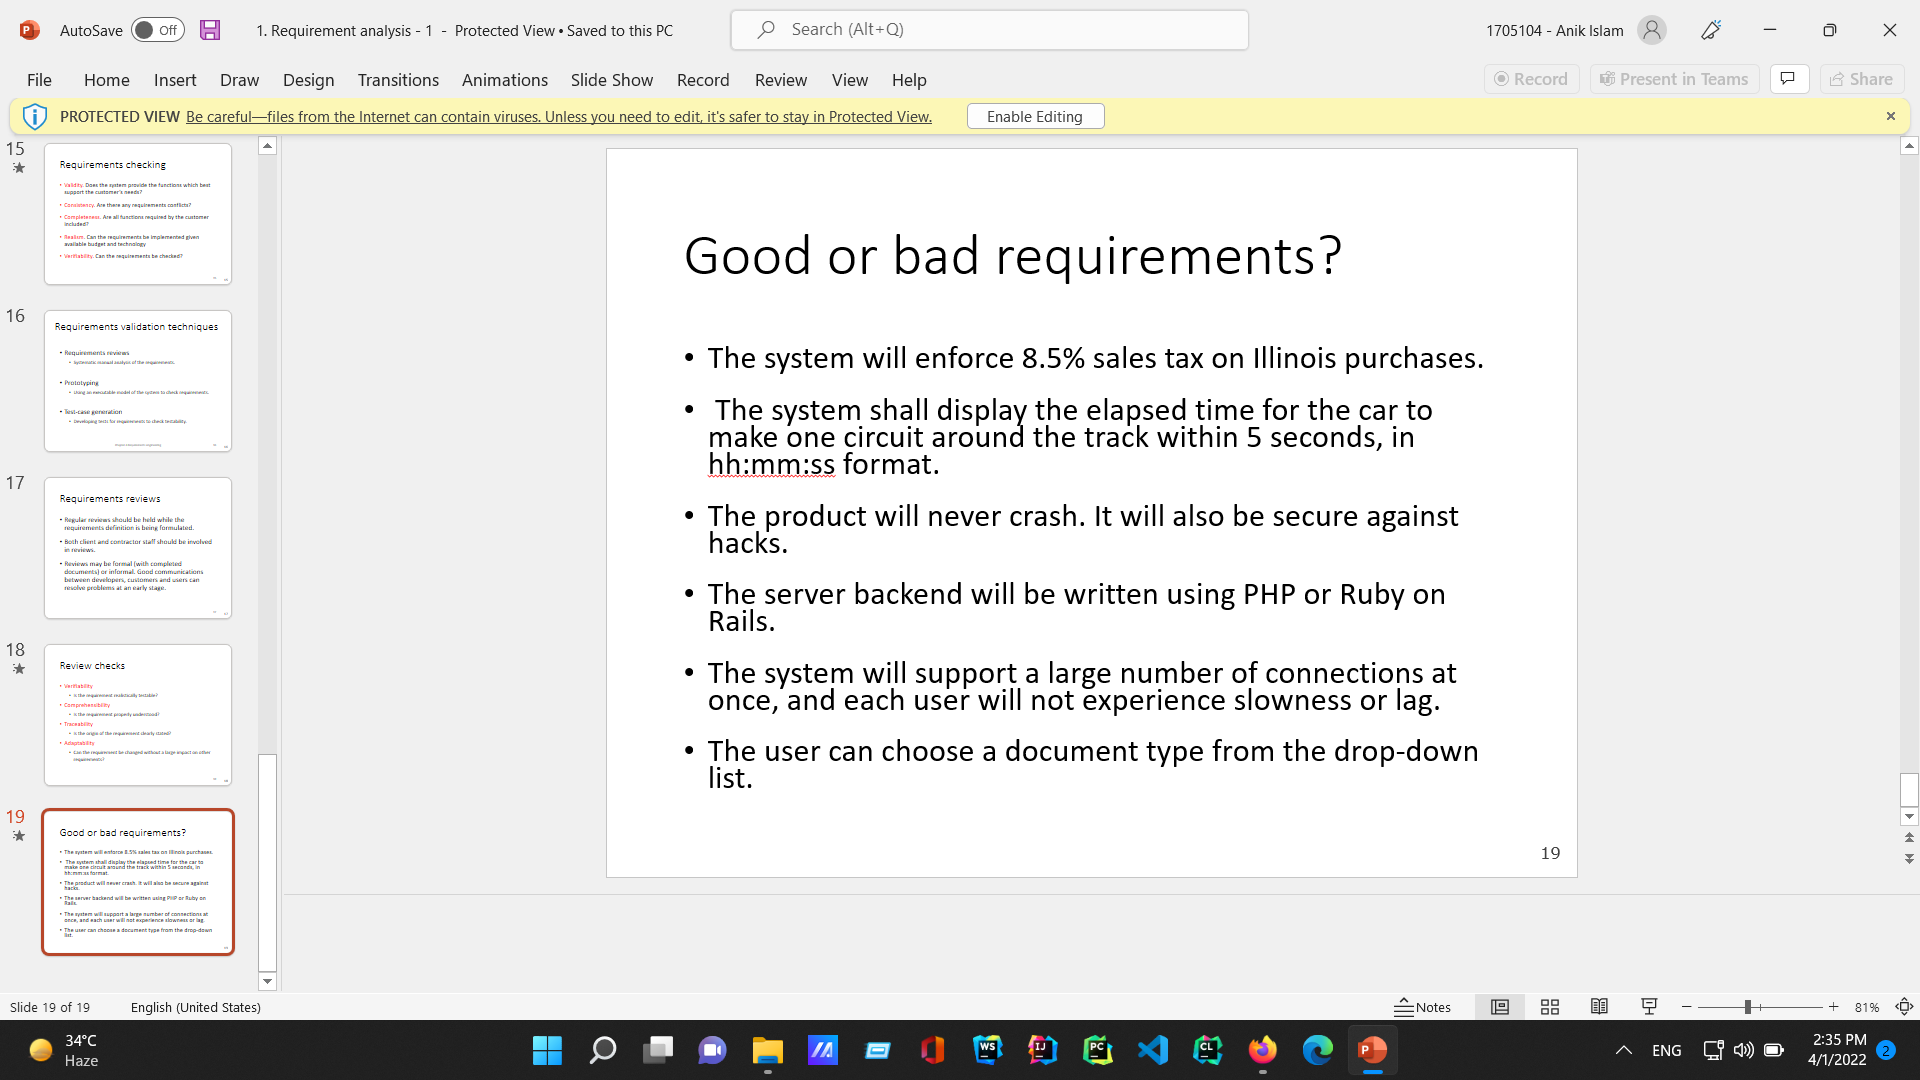 AutoSave Off 1. Requirement analysis - 1 - Protected View • Saved to this PC Search (Alt+Q) 1705104 - Anik Islam
File Home Insert Draw Design Transitions Animations Slide Show Record Review View Help Record Present in Teams Share
PROTECTED VIEW Be careful—files from the Internet can contain viruses. Unless you need to edit, it's safer to stay in Protected View. Enable Editing
15
Requirements checking
• Validity. Does the system provide the functions which best
support the customer's needs?
• Consistency. Are there any requirements conflicts?
• Completeness. Are all functions required by the customer
included?
• Realism. Can the requirements be implemented given
available budget and technology
• Verifiability. Can the requirements be checked?
16
Requirements validation techniques
• Requirements reviews
• Systematic manual analysis of the requirements.
• Prototyping
• Using an executable model of the system to check requirements.
• Test-case generation
• Developing tests for requirements to check testability.
17
Requirements reviews
• Regular reviews should be held while the
requirements definition is being formulated.
• Both client and contractor staff should be involved
in reviews.
• Reviews may be formal (with completed
documents) or informal. Good communications
between developers, customers and users can
resolve problems at an early stage.
18
Review checks
• Verifiability
• Is the requirement realistically testable?
• Comprehensibility
• Is the requirement properly understood?
• Traceability
• Is the origin of the requirement clearly stated?
• Adaptability
• Can the requirement be changed without a large impact on other
requirements?
19
Good or bad requirements?
• The system will enforce 8.5% sales tax on Illinois purchases.
• The system shall display the elapsed time for the car to
make one circuit around the track within 5 seconds, in
hh:mm:ss format.
• The product will never crash. It will also be secure against
hacks.
• The server backend will be written using PHP or Ruby on
Rails.
• The system will support a large number of connections at
once, and each user will not experience slowness or lag.
• The user can choose a document type from the drop-down
list.
Good or bad requirements?
• The system will enforce 8.5% sales tax on Illinois purchases.
• The system shall display the elapsed time for the car to
make one circuit around the track within 5 seconds, in
hh:mm:ss format.
• The product will never crash. It will also be secure against
hacks.
• The server backend will be written using PHP or Ruby on
Rails.
• The system will support a large number of connections at
once, and each user will not experience slowness or lag.
• The user can choose a document type from the drop-down
list.
19
Slide 19 of 19 English (United States) Notes 81%
34°C
Haze
WS IJ PC CL
ENG
2:35 PM
4/1/2022
2